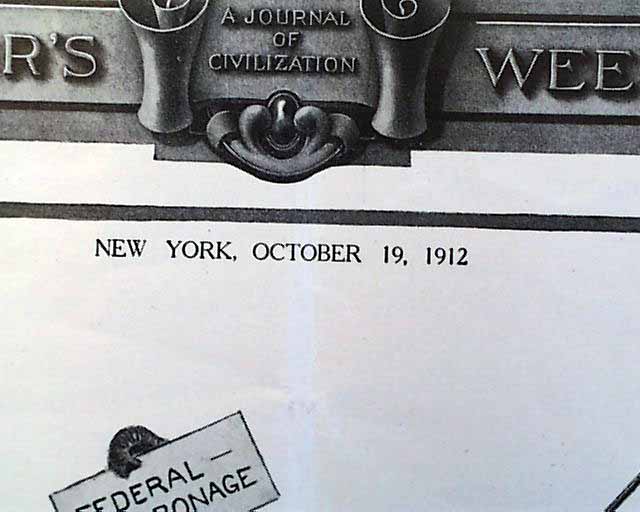 A JOURNAL
OF
CIVILIZATION
R'S WEE
NEW YORK, OCTOBER 19, 1912
FEDERAL—
RONAGE